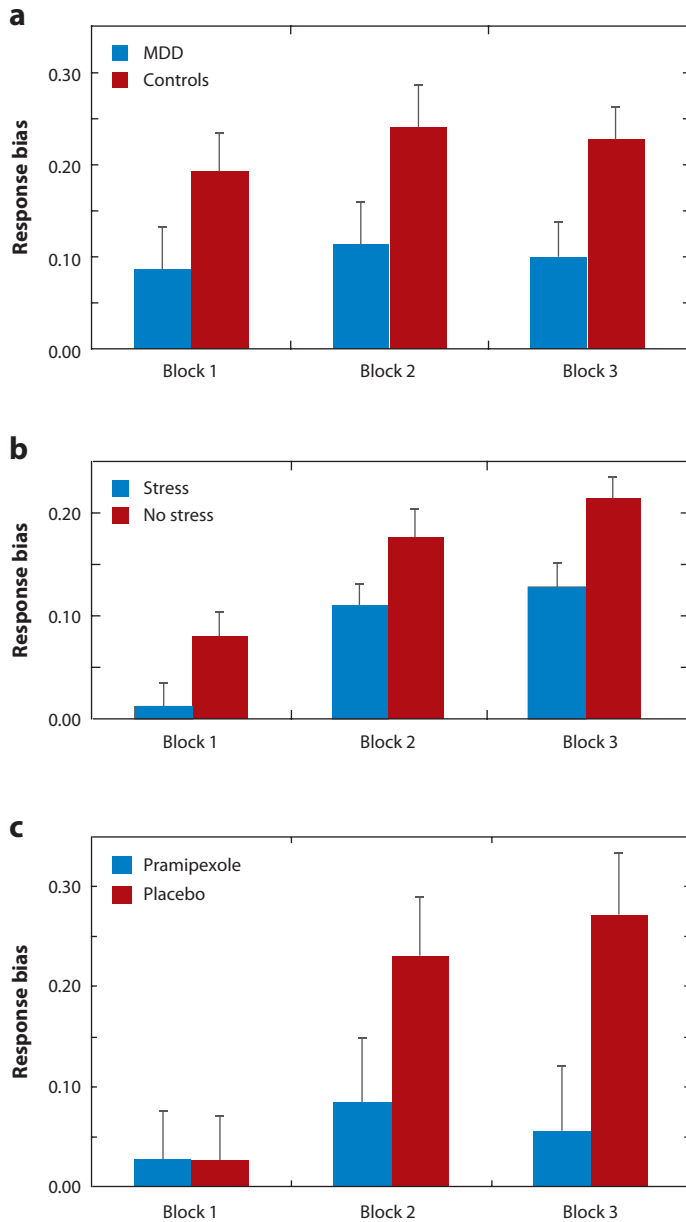 a
MDD
Controls
Response bias
0.30
0.20
0.10
0.00
Block 1 Block 2 Block 3
b
Stress
No stress
Response bias
0.20
0.10
0.00
Block 1 Block 2 Block 3
c
Pramipexole
Placebo
Response bias
0.30
0.20
0.10
0.00
Block 1 Block 2 Block 3